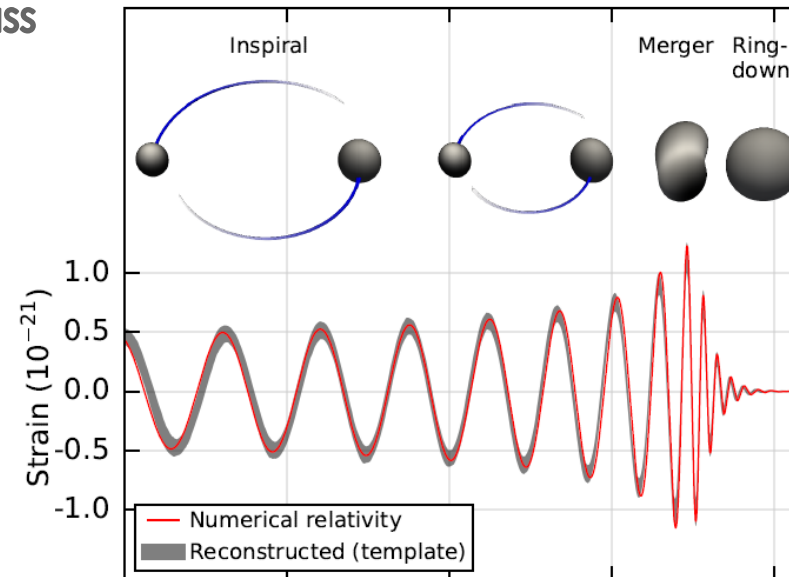 Inspiral
Merger
Ring-
down
Strain (10⁻²¹)
1.0
0.5
0.0
-0.5
-1.0
Numerical relativity
Reconstructed (template)